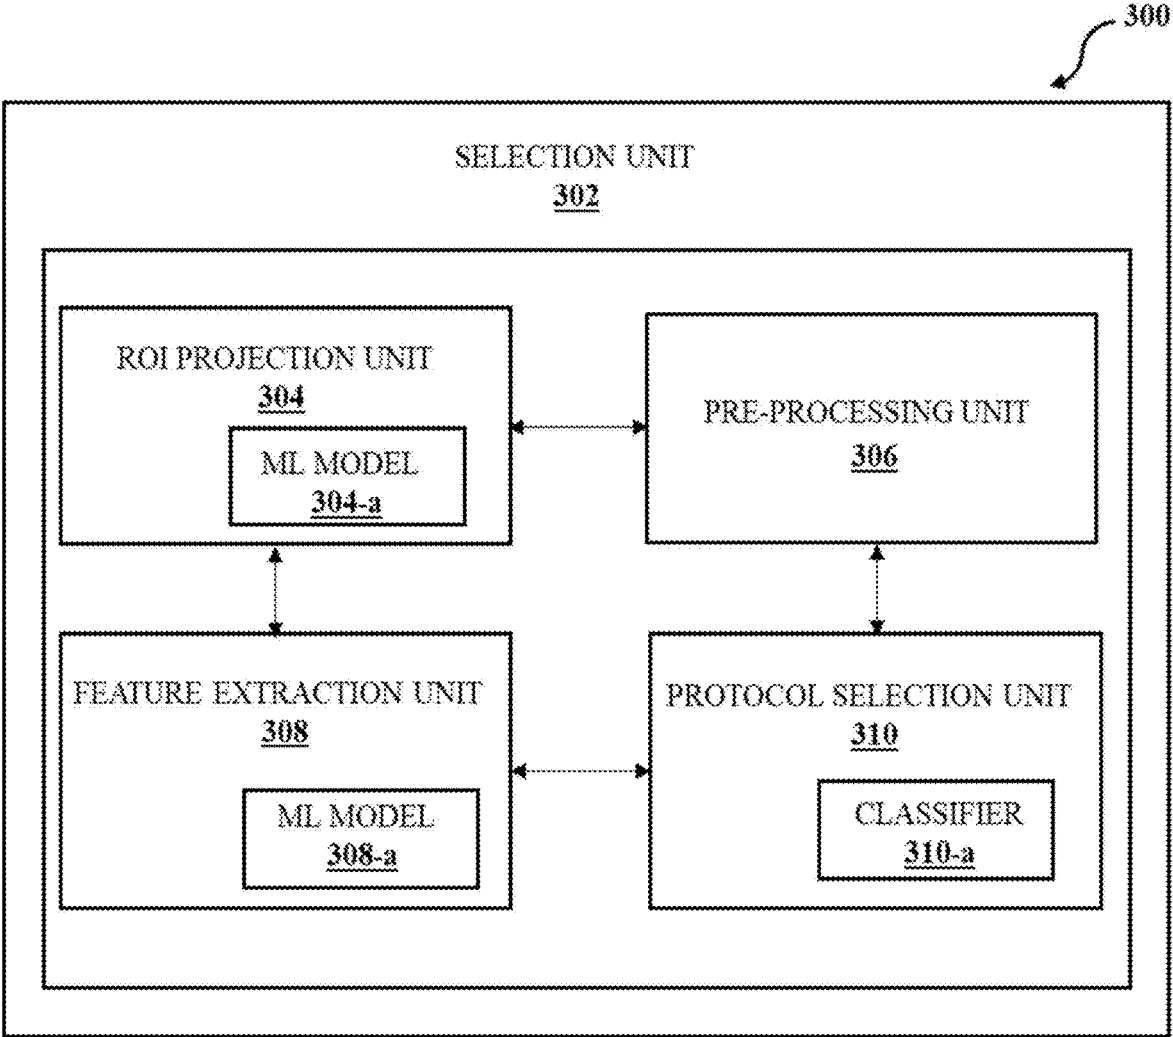 300
SELECTION UNIT
302
ROI PROJECTION UNIT
304
ML MODEL
304-a
PRE-PROCESSING UNIT
306
FEATURE EXTRACTION UNIT
308
ML MODEL
308-a
PROTOCOL SELECTION UNIT
310
CLASSIFIER
310-a